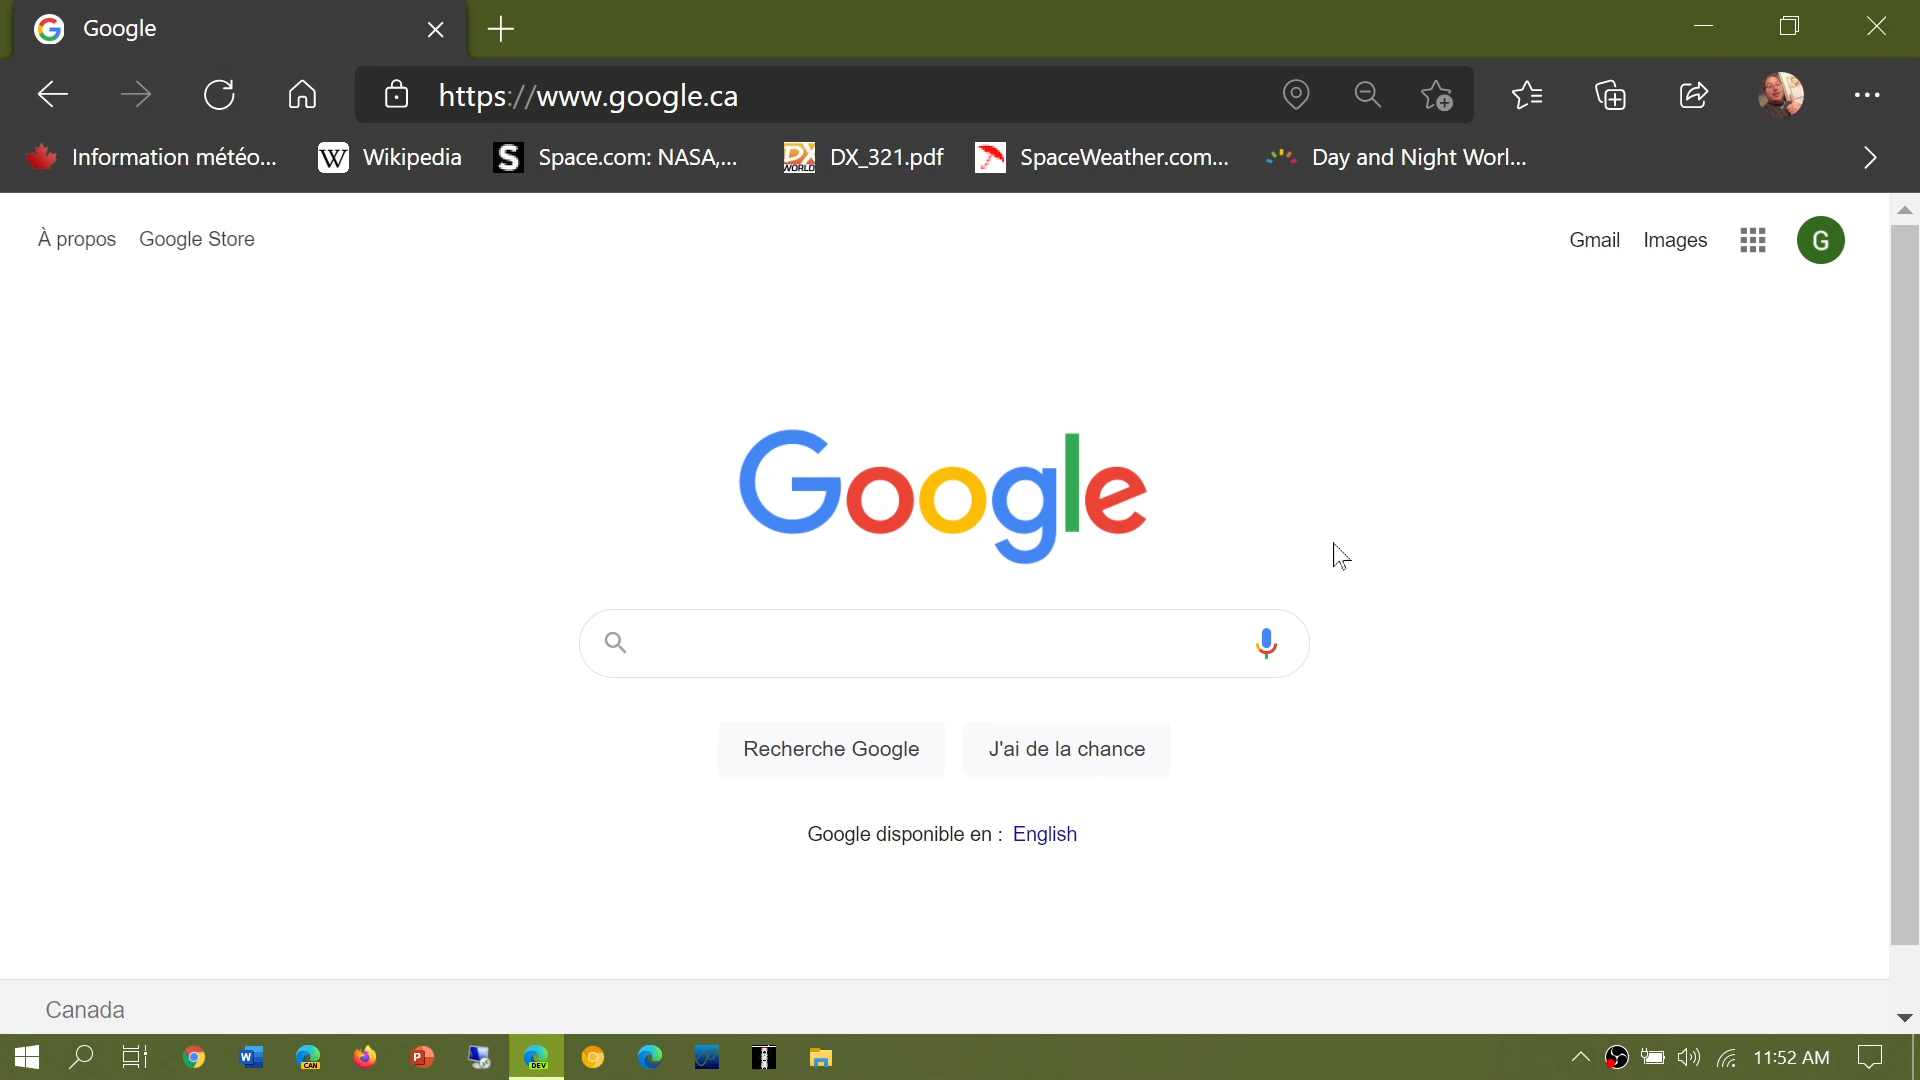 Google
https://www.google.ca
Information météo... Wikipedia Space.com: NASA,... DX_321.pdf SpaceWeather.com... Day and Night Worl...
À propos Google Store Gmail Images G
Google
Recherche Google J'ai de la chance
Google disponible en : English
Canada
11:52 AM